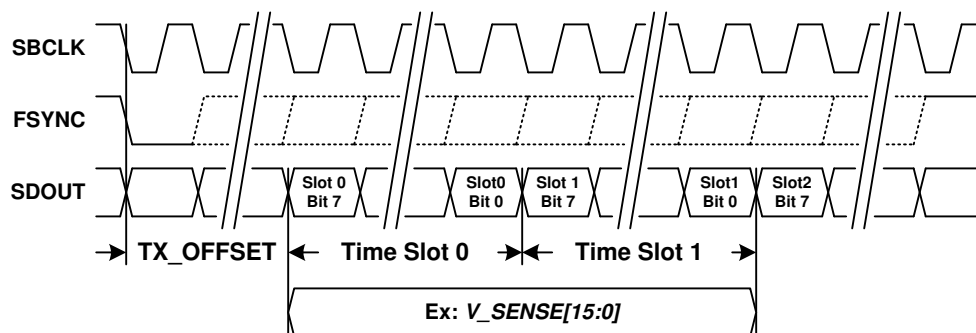 SBCLK
FSYNC
SDOUT
Slot 0
Bit 7
Slot0
Bit 0
Slot 1
Bit 7
Slot1
Bit 0
Slot2
Bit 7
TX_OFFSET
Time Slot 0
Time Slot 1
Ex: V_SENSE[15:0]